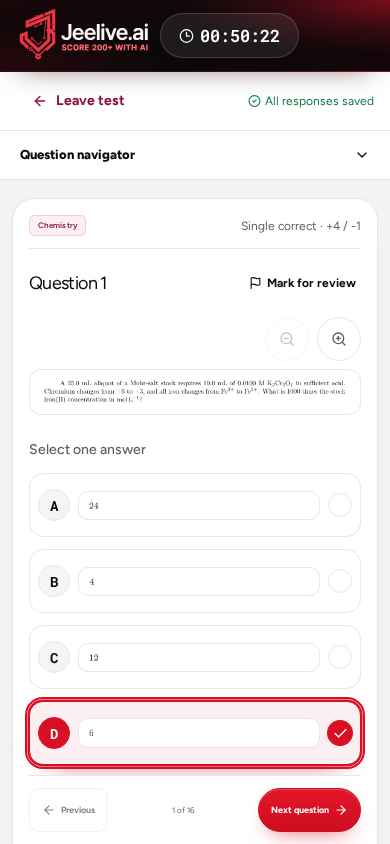 Jeelive.ai
SCORE 200+ WITH AI
00:50:22
Leave test
All responses saved
Question navigator
Chemistry
Single correct · +4 / -1
Question 1
Mark for review
A 25.0 mL aliquot of a Mohr-salt stock requires 10.0 mL of 0.0100 M K₂Cr₂O₇ in sufficient acid.
Chromium changes from +6 to +3, and all iron changes from Fe²⁺ to Fe³⁺. What is 1000 times the stock
iron(II) concentration in mol L⁻¹?
Select one answer
A
24
B
4
C
12
D
6
Previous
1 of 16
Next question